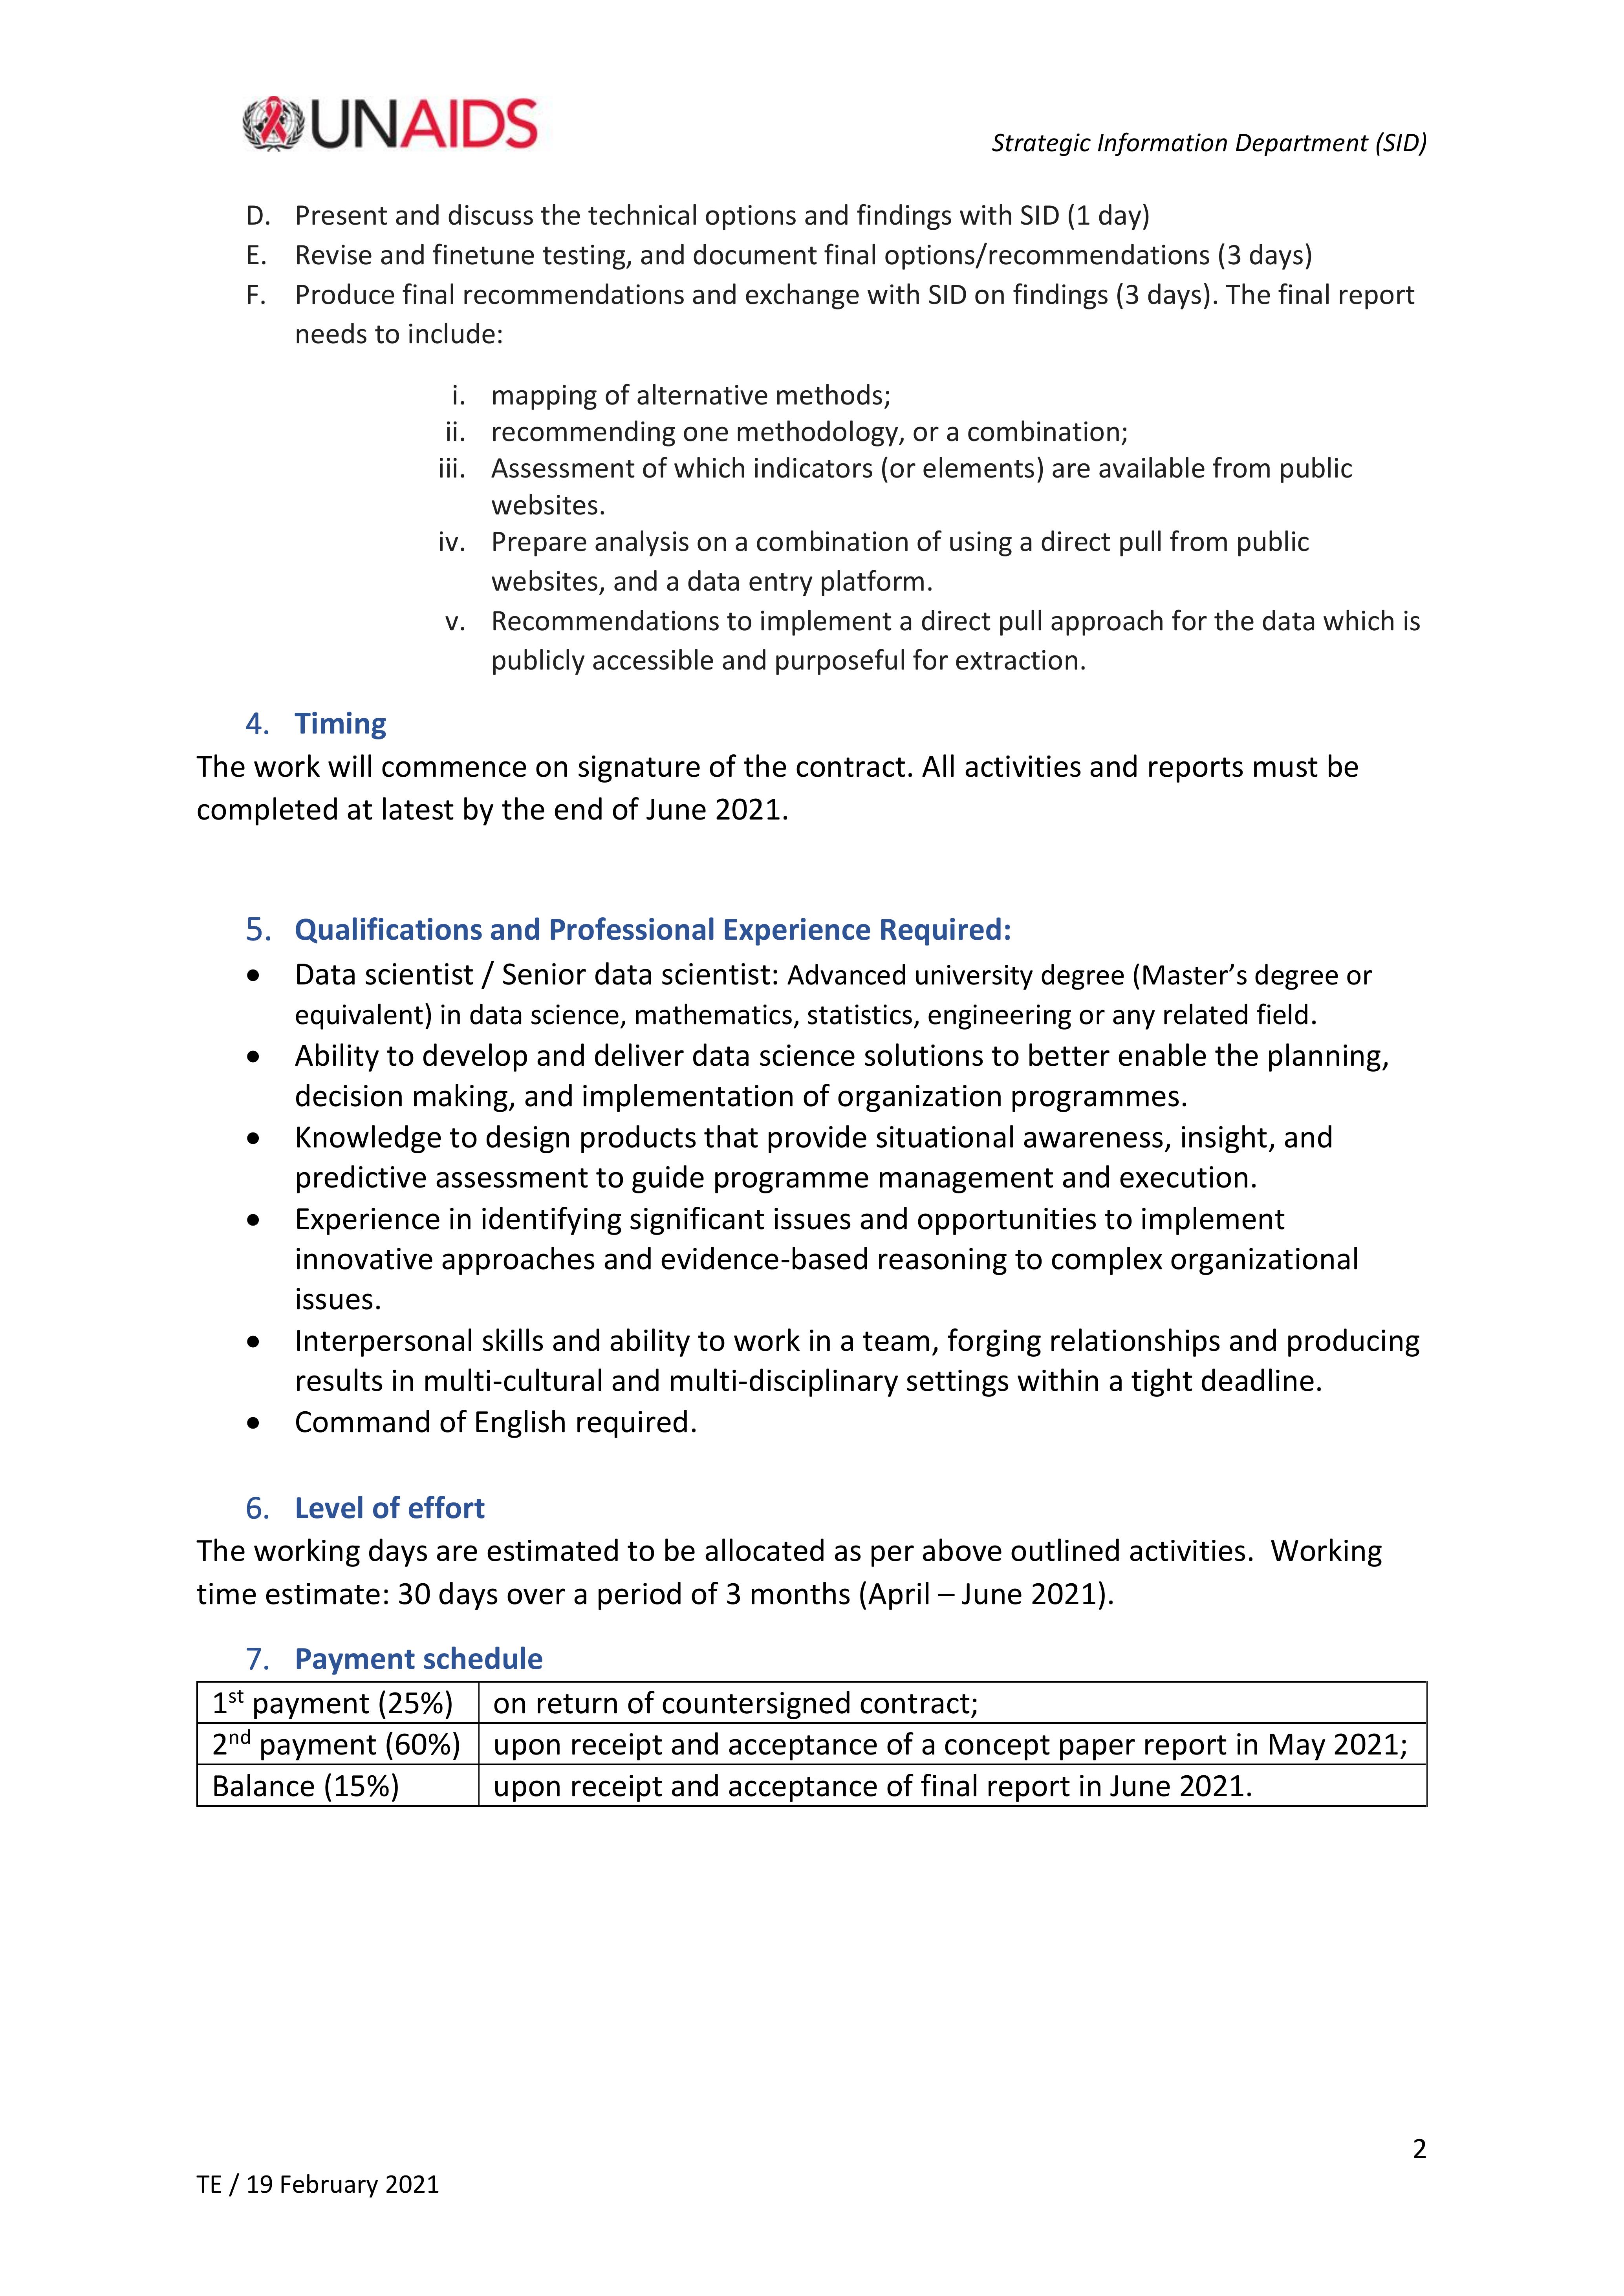 UNAIDS
Strategic Information Department (SID)
D. Present and discuss the technical options and findings with SID (1 day)
E. Revise and finetune testing, and document final options/recommendations (3 days)
F. Produce final recommendations and exchange with SID on findings (3 days). The final report
needs to include:
i. mapping of alternative methods;
ii. recommending one methodology, or a combination;
iii. Assessment of which indicators (or elements) are available from public
websites.
iv. Prepare analysis on a combination of using a direct pull from public
websites, and a data entry platform.
v. Recommendations to implement a direct pull approach for the data which is
publicly accessible and purposeful for extraction.
4. Timing
The work will commence on signature of the contract. All activities and reports must be
completed at latest by the end of June 2021.
5. Qualifications and Professional Experience Required:
• Data scientist / Senior data scientist: Advanced university degree (Master’s degree or
equivalent) in data science, mathematics, statistics, engineering or any related field.
• Ability to develop and deliver data science solutions to better enable the planning,
decision making, and implementation of organization programmes.
• Knowledge to design products that provide situational awareness, insight, and
predictive assessment to guide programme management and execution.
• Experience in identifying significant issues and opportunities to implement
innovative approaches and evidence-based reasoning to complex organizational
issues.
• Interpersonal skills and ability to work in a team, forging relationships and producing
results in multi-cultural and multi-disciplinary settings within a tight deadline.
• Command of English required.
6. Level of effort
The working days are estimated to be allocated as per above outlined activities.  Working
time estimate: 30 days over a period of 3 months (April – June 2021).
7. Payment schedule
1st payment (25%) on return of countersigned contract;
2nd payment (60%) upon receipt and acceptance of a concept paper report in May 2021;
Balance (15%) upon receipt and acceptance of final report in June 2021.
2
TE / 19 February 2021